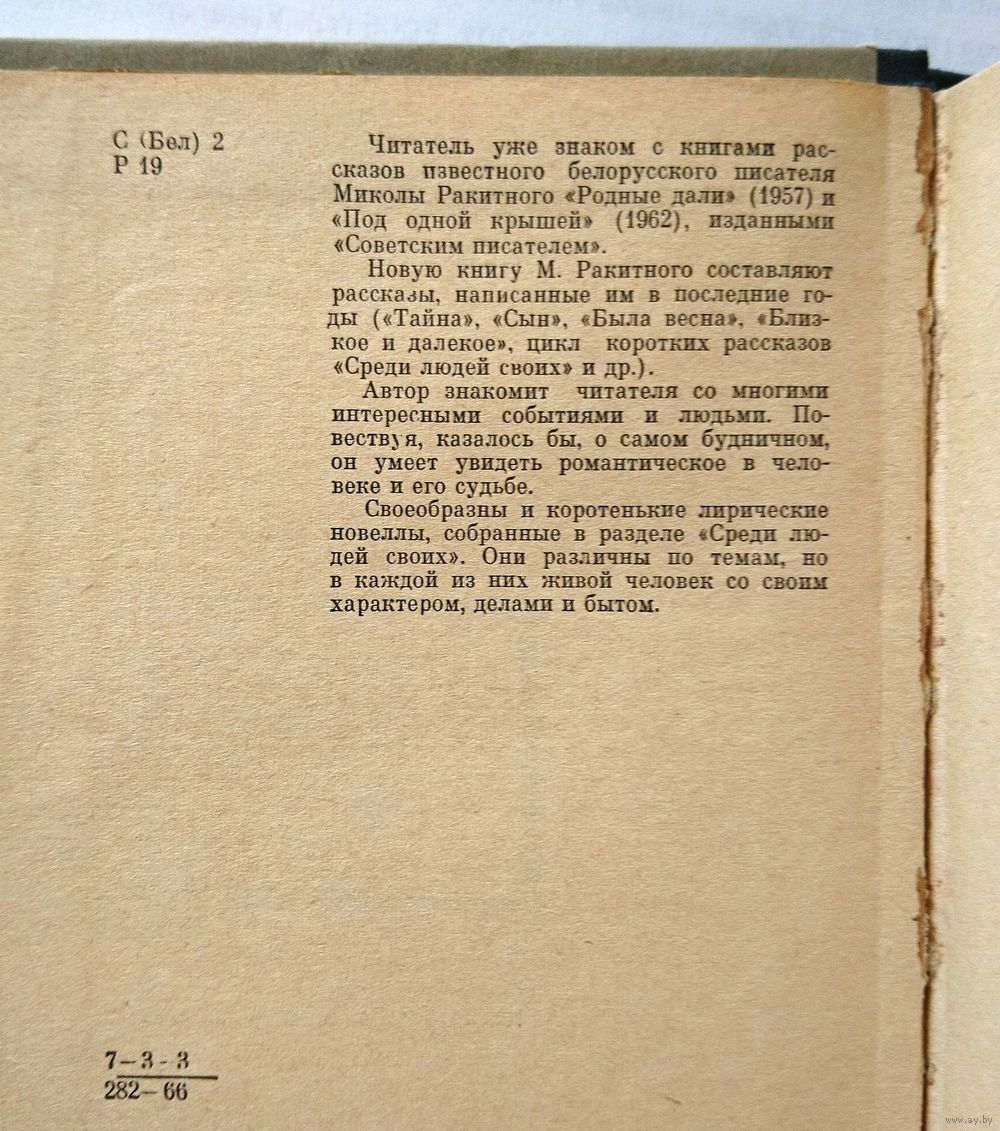 С (Бел) 2
Р 19
Читатель уже знаком с книгами рас-
сказов известного белорусского писателя
Миколы Ракитного «Родные дали» (1957) и
«Под одной крышей» (1962), изданными
«Советским писателем».
Новую книгу М. Ракитного составляют
рассказы, написанные им в последние го-
ды («Тайна», «Сын», «Была весна», «Близ-
кое и далекое», цикл коротких рассказов
«Среди людей своих» и др.).
Автор знакомит читателя со многими
интересными событиями и людьми. По-
вествуя, казалось бы, о самом будничном,
он умеет увидеть романтическое в чело-
веке и его судьбе.
Своеобразны и коротенькие лирические
новеллы, собранные в разделе «Среди лю-
дей своих». Они различны по темам, но
в каждой из них живой человек со своим
характером, делами и бытом.
7—3-3
282—66
www.ay.by